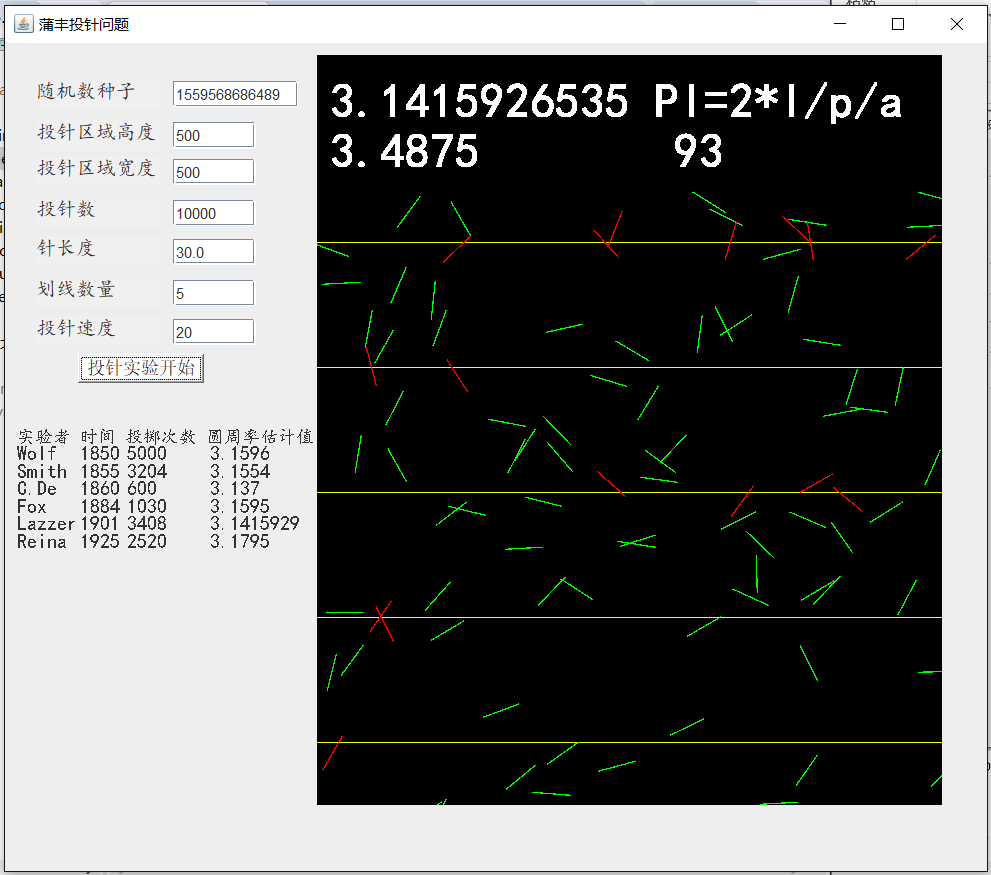 蒲丰投针问题
随机数种子 1559568686489
投针区域高度 500
投针区域宽度 500
投针数 10000
针长度 30.0
划线数量 5
投针速度 20
投针实验开始
实验者 时间 投掷次数 圆周率估计值
Wolf 1850 5000 3.1596
Smith 1855 3204 3.1554
C.De 1860 600 3.137
Fox 1884 1030 3.1595
Lazzer 1901 3408 3.1415929
Reina 1925 2520 3.1795
3.1415926535 PI=2*l/p/a
3.4875 93